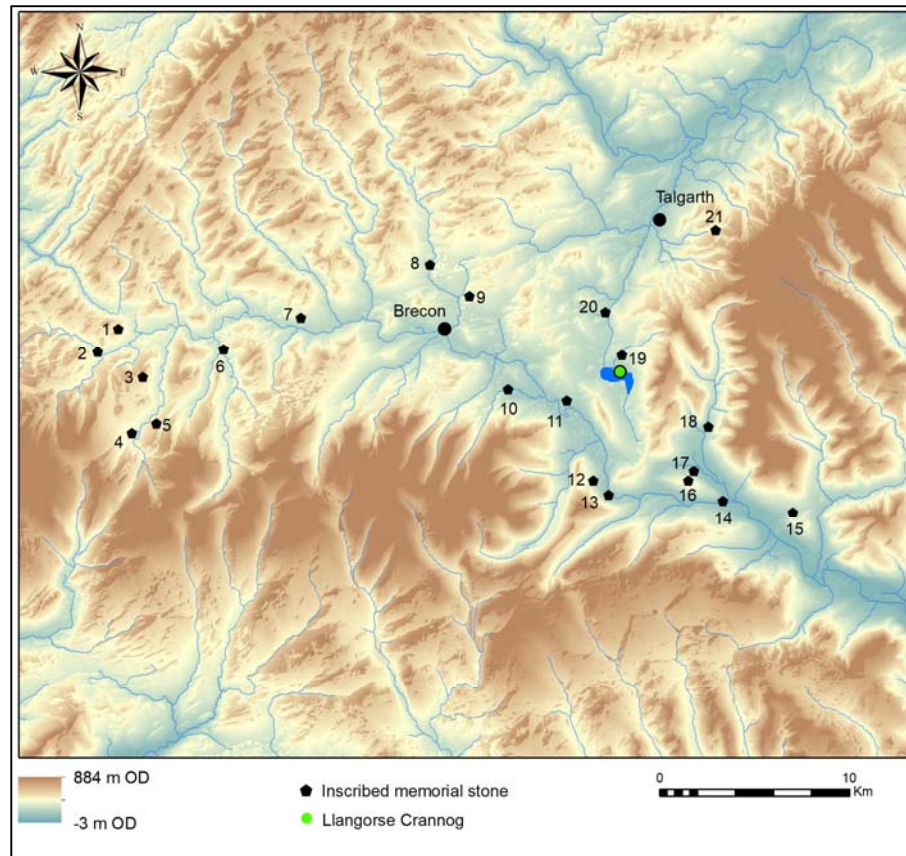 N
W
E
S
Talgarth
21
8
9
20
7
Brecon
1
19
2
6
3
10
11
5
18
4
17
12
16
13
14
15
884 m OD
-3 m OD
Inscribed memorial stone
Llangorse Crannog
0 10
Km